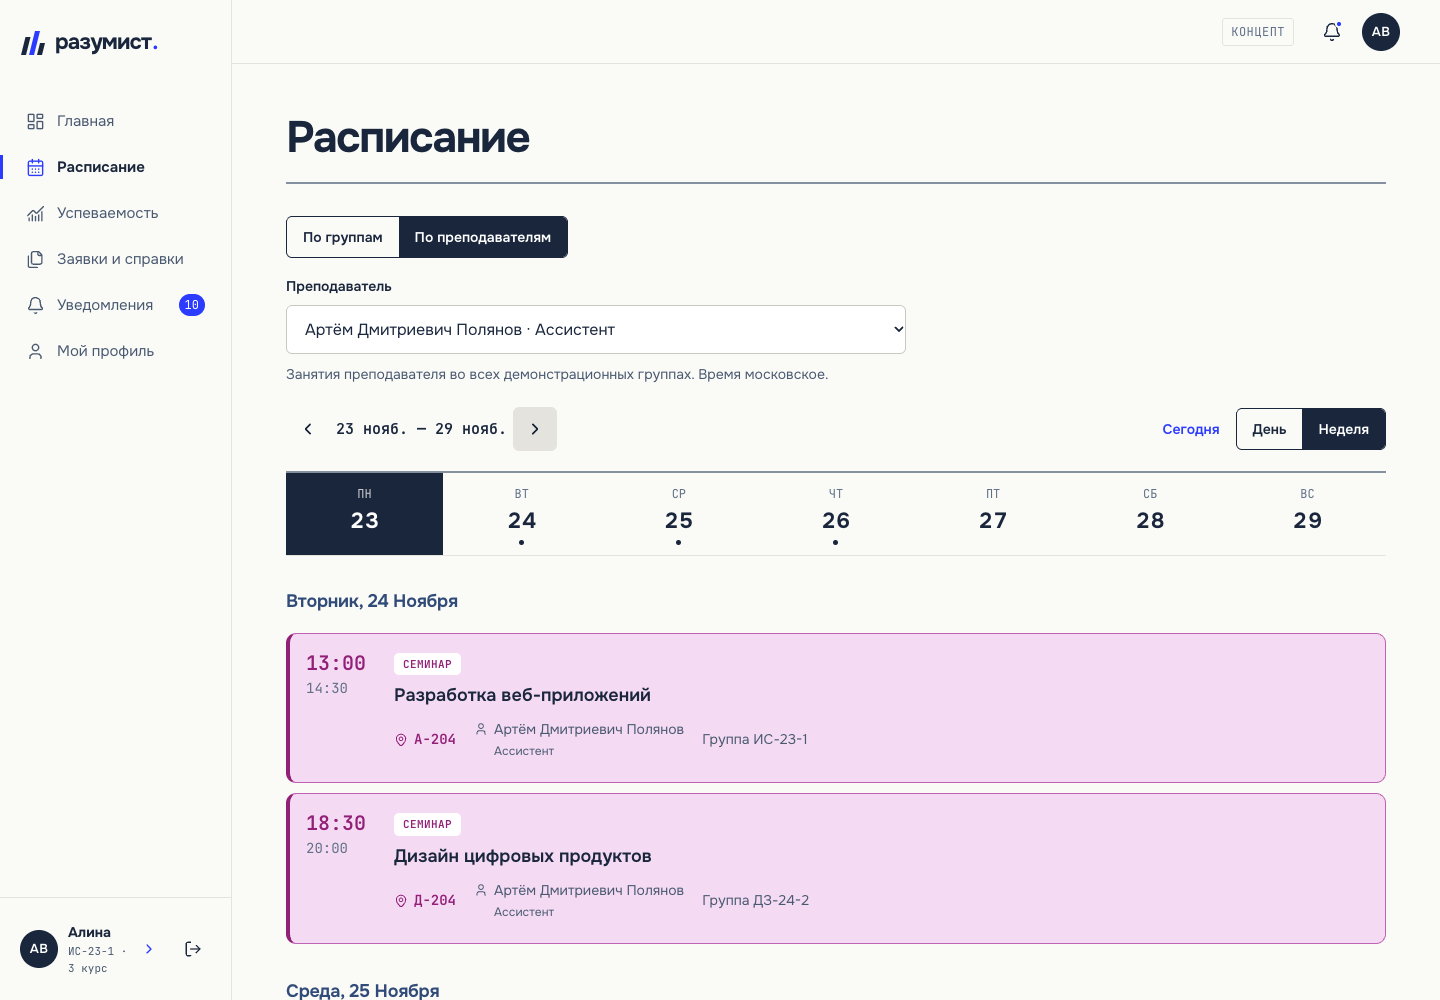 разумист.
КОНЦЕПТ
АВ
Главная
Расписание
Успеваемость
Заявки и справки
Уведомления 10
Мой профиль
Расписание
По группам По преподавателям
Преподаватель
Артём Дмитриевич Полянов · Ассистент
Занятия преподавателя во всех демонстрационных группах. Время московское.
23 нояб. — 29 нояб.
Сегодня День Неделя
ПН ВТ СР ЧТ ПТ СБ ВС
23 24 25 26 27 28 29
Вторник, 24 Ноября
13:00 СЕМИНАР
14:30
Разработка веб-приложений
А-204 Артём Дмитриевич Полянов Группа ИС-23-1
Ассистент
18:30 СЕМИНАР
20:00
Дизайн цифровых продуктов
Д-204 Артём Дмитриевич Полянов Группа ДЗ-24-2
Ассистент
Среда, 25 Ноября
АВ Алина
ИС-23-1 ·
3 курс